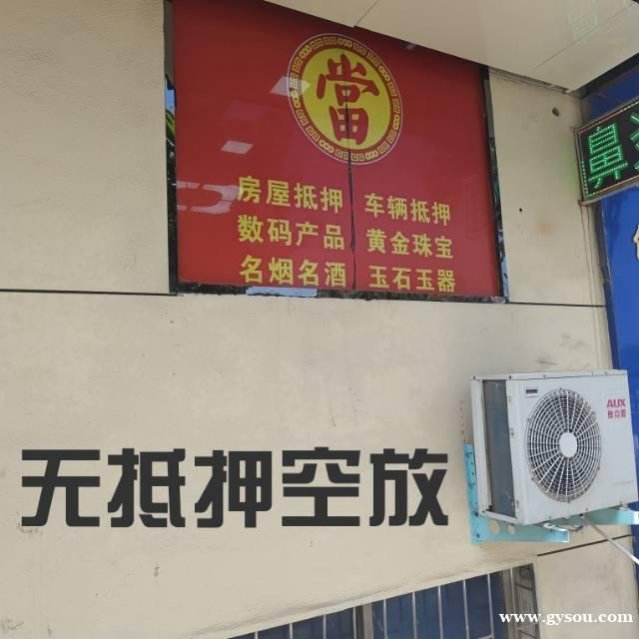 當
房屋抵押 车辆抵押
数码产品 黄金珠宝
名烟名酒 玉石玉器
鼻
AUX
无抵押空放
www.gysou.com